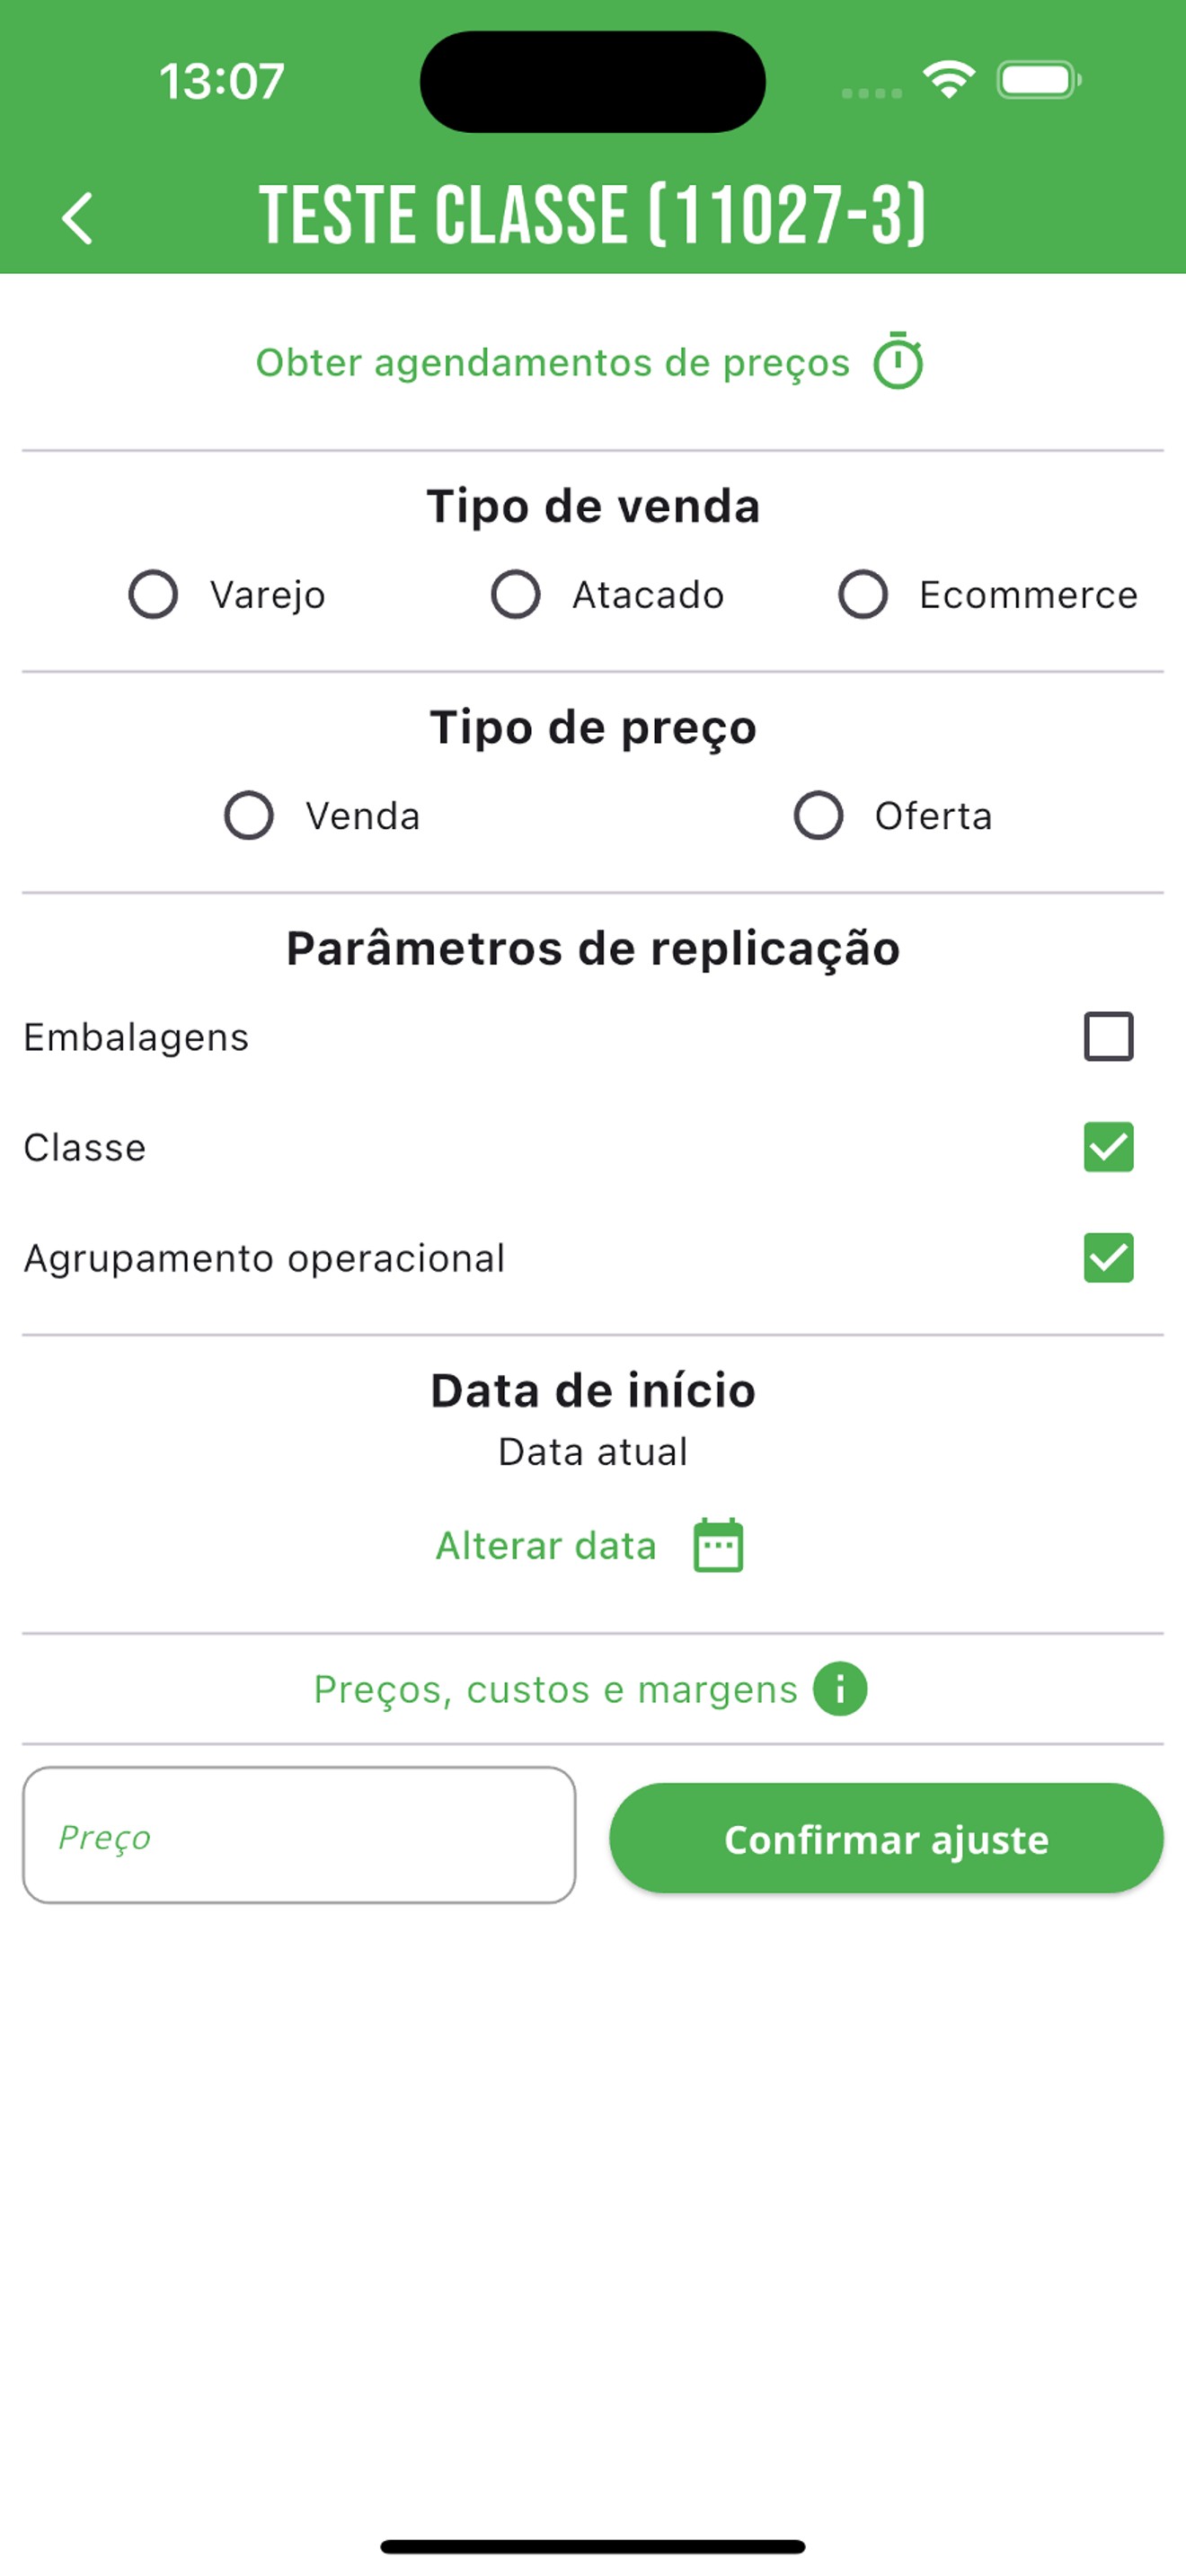 13:07
TESTE CLASSE (11027-3)
Obter agendamentos de preços
Tipo de venda
Varejo Atacado Ecommerce
Tipo de preço
Venda Oferta
Parâmetros de replicação
Embalagens
Classe
Agrupamento operacional
Data de início
Data atual
Alterar data
Preços, custos e margens
Preço Confirmar ajuste